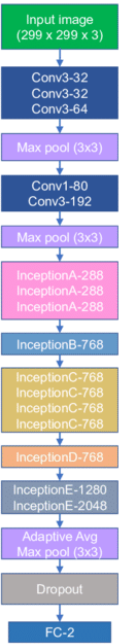 Input image
(299 x 299 x 3)
Conv3-32
Conv3-32
Conv3-64
Max pool (3x3)
Conv1-80
Conv3-192
Max pool (3x3)
InceptionA-288
InceptionA-288
InceptionA-288
InceptionB-768
InceptionC-768
InceptionC-768
InceptionC-768
InceptionC-768
InceptionD-768
InceptionE-1280
InceptionE-2048
Adaptive Avg
Max pool (3x3)
Dropout
FC-2